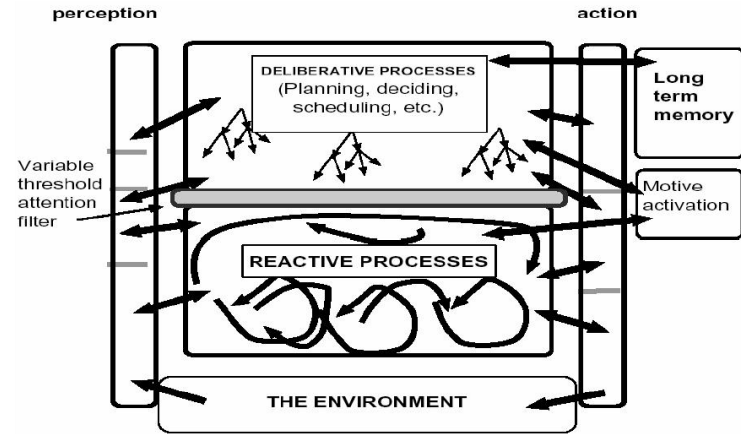 perception
action
DELIBERATIVE PROCESSES
(Planning, deciding,
scheduling, etc.)
Long
term
memory
Variable
threshold
attention
filter
Motive
activation
REACTIVE PROCESSES
THE ENVIRONMENT